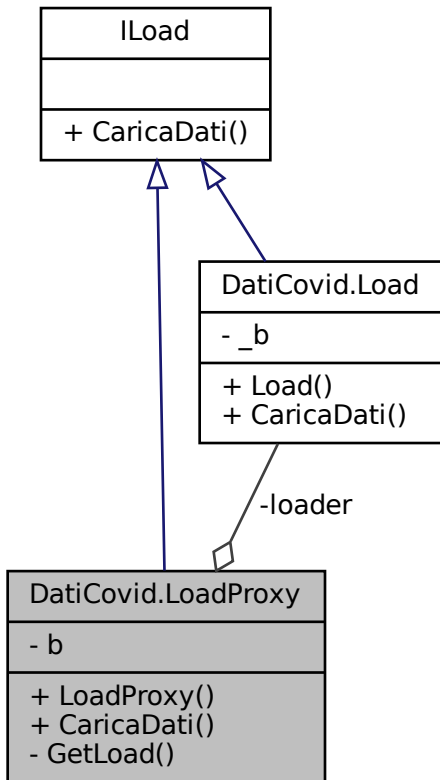 ILoad
+ CaricaDati()
DatiCovid.Load
- _b
+ Load()
+ CaricaDati()
-loader
DatiCovid.LoadProxy
- b
+ LoadProxy()
+ CaricaDati()
- GetLoad()